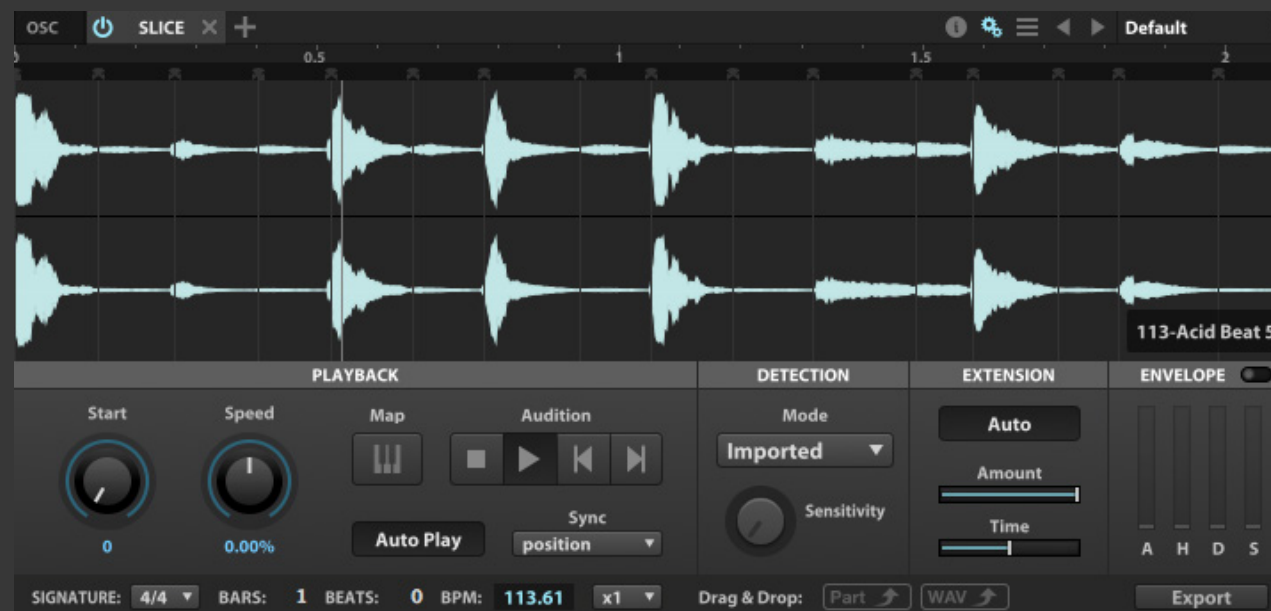 OSC SLICE Default
0.5 1 1.5 2
113-Acid Beat 5
PLAYBACK DETECTION EXTENSION ENVELOPE
Start Speed Map Audition Mode Auto
Imported
Amount
Sensitivity
Sync Time
0 0.00% Auto Play position A H D S
SIGNATURE: 4/4 BARS: 1 BEATS: 0 BPM: 113.61 x1 Drag & Drop: Part WAV Export